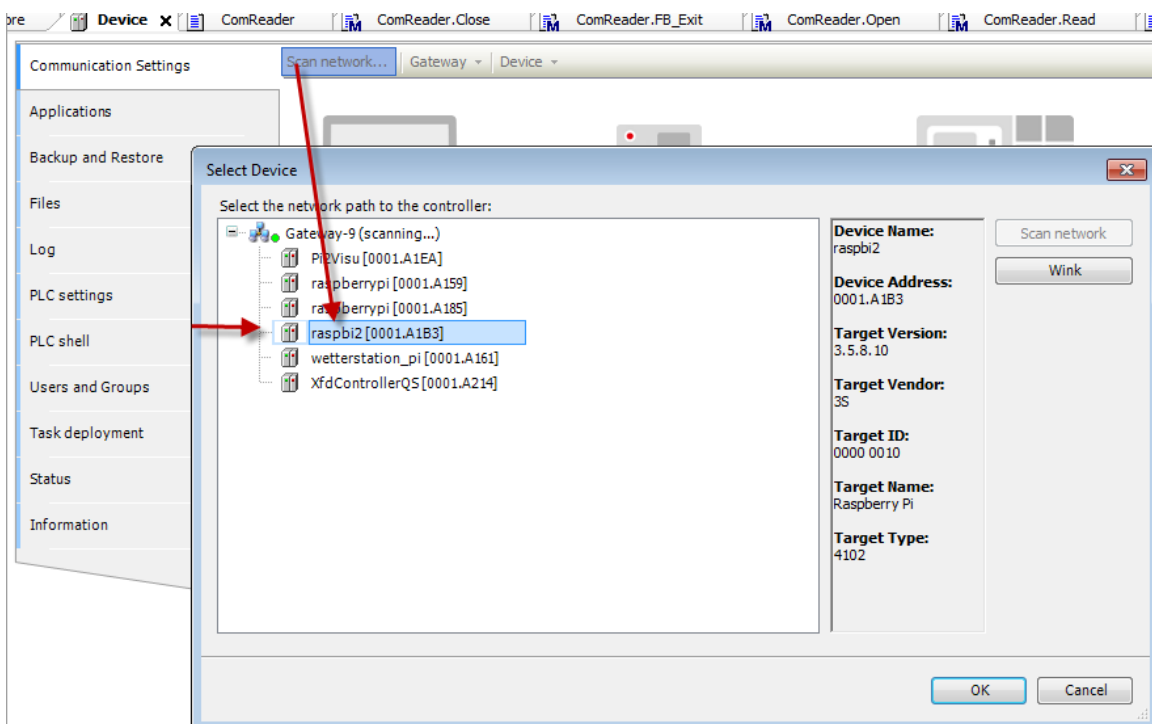 ore
Device
ComReader
ComReader.Close
ComReader.FB_Exit
ComReader.Open
ComReader.Read
Communication Settings
Scan network...
Gateway
Device
Applications
Backup and Restore
Files
Log
PLC settings
PLC shell
Users and Groups
Task deployment
Status
Information
Select Device
Select the network path to the controller:
Gateway-9 (scanning...)
Pi2Visu [0001.A1EA]
raspberrypi [0001.A159]
raspberrypi [0001.A185]
raspbi2 [0001.A1B3]
wetterstation_pi [0001.A161]
XfdControllerQS [0001.A214]
Device Name:
raspbi2
Device Address:
0001.A1B3
Target Version:
3.5.8.10
Target Vendor:
3S
Target ID:
0000 0010
Target Name:
Raspberry Pi
Target Type:
4102
Scan network
Wink
OK
Cancel